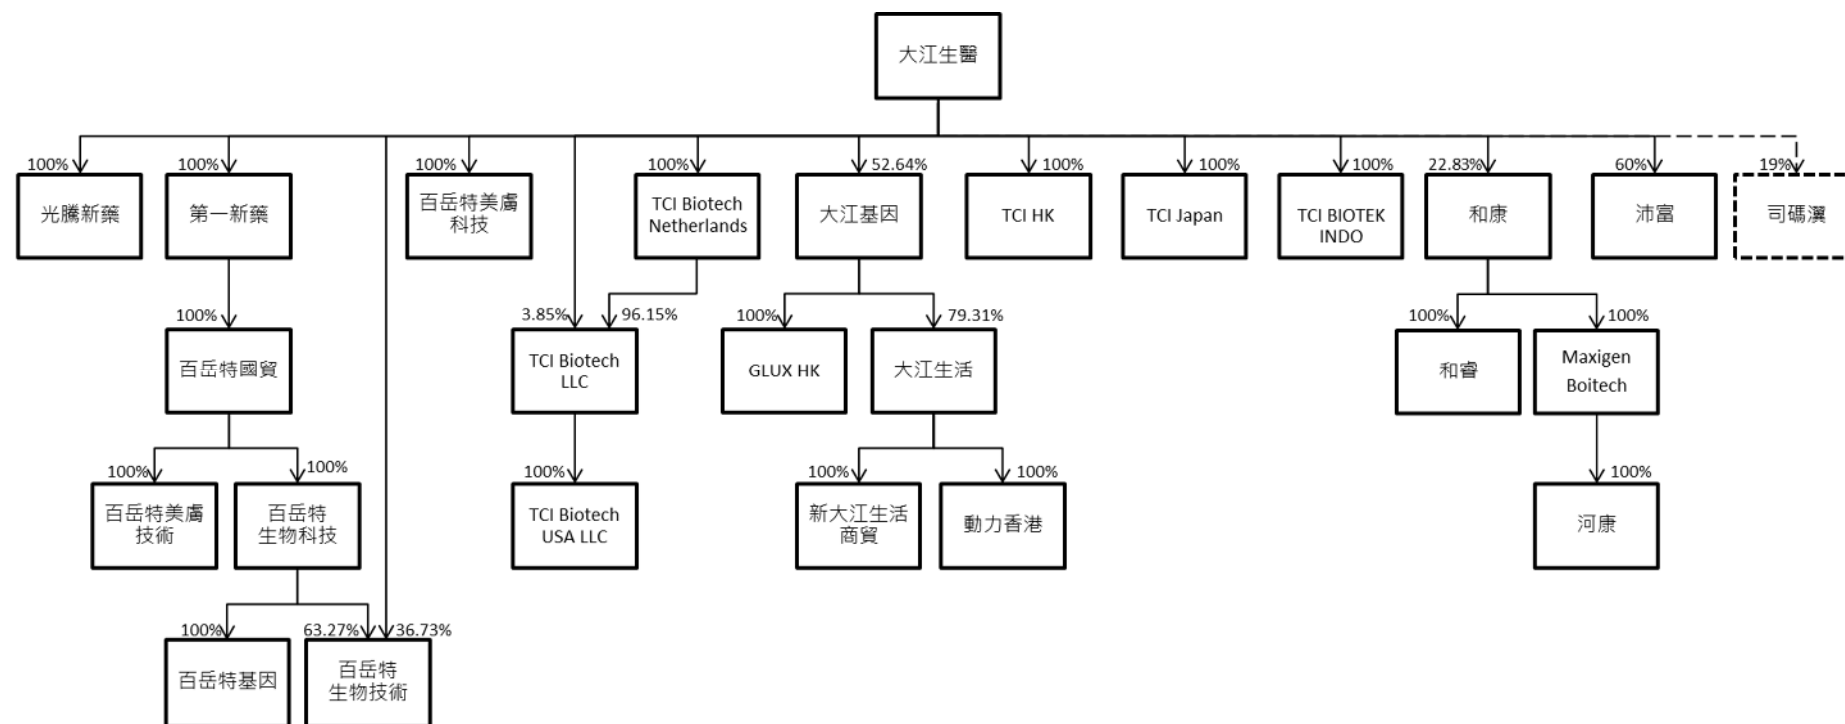 大江生醫
100%
100%
100%
100%
52.64%
100%
100%
100%
22.83%
60%
19%
光騰新藥
第一新藥
百岳特美膚
科技
TCI Biotech
Netherlands
大江基因
TCI HK
TCI Japan
TCI BIOTEK
INDO
和康
沛富
司碼瀷
100%
3.85%
96.15%
100%
79.31%
100%
100%
百岳特國貿
TCI Biotech
LLC
GLUX HK
大江生活
和睿
Maxigen
Boitech
100%
100%
100%
100%
100%
100%
百岳特美膚
技術
百岳特
生物科技
TCI Biotech
USA LLC
新大江生活
商貿
動力香港
河康
100%
63.27%
36.73%
百岳特基因
百岳特
生物技術